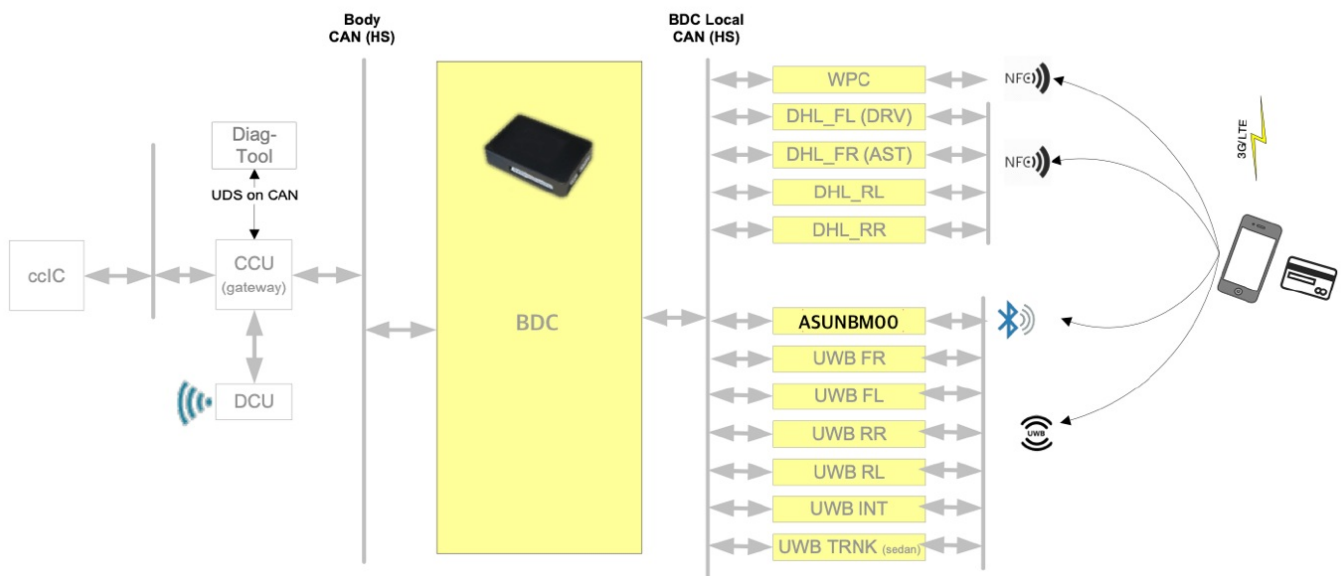 Body
CAN (HS)
BDC Local
CAN (HS)
Diag-
Tool
UDS on CAN
ccIC
CCU
(gateway)
DCU
BDC
WPC
DHL_FL (DRV)
DHL_FR (AST)
DHL_RL
DHL_RR
ASUNBM00
UWB FR
UWB FL
UWB RR
UWB RL
UWB INT
UWB TRNK (sedan)
NFC
NFC
UWB
3G/LTE